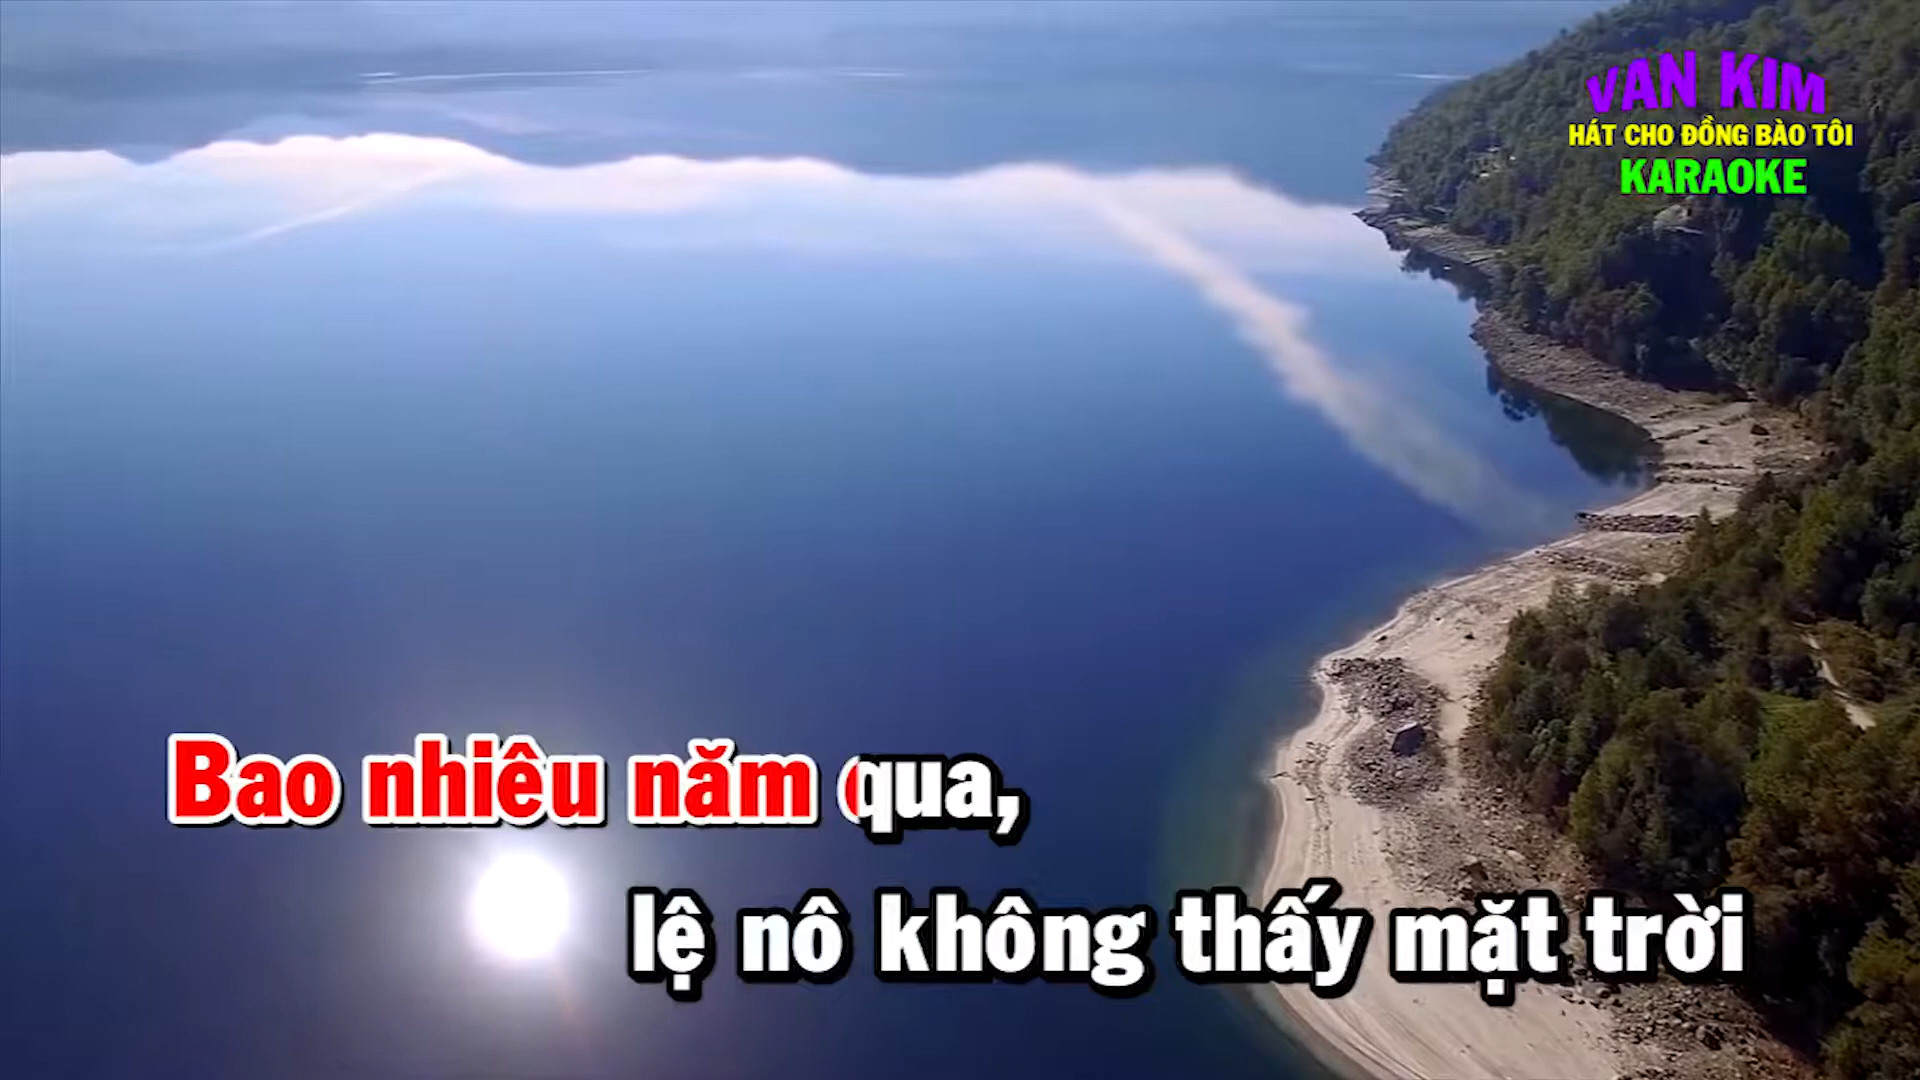 VAN KIM
HÁT CHO ĐỒNG BÀO TÔI
KARAOKE
Bao nhiêu năm qua,
lệ nô không thấy mặt trời